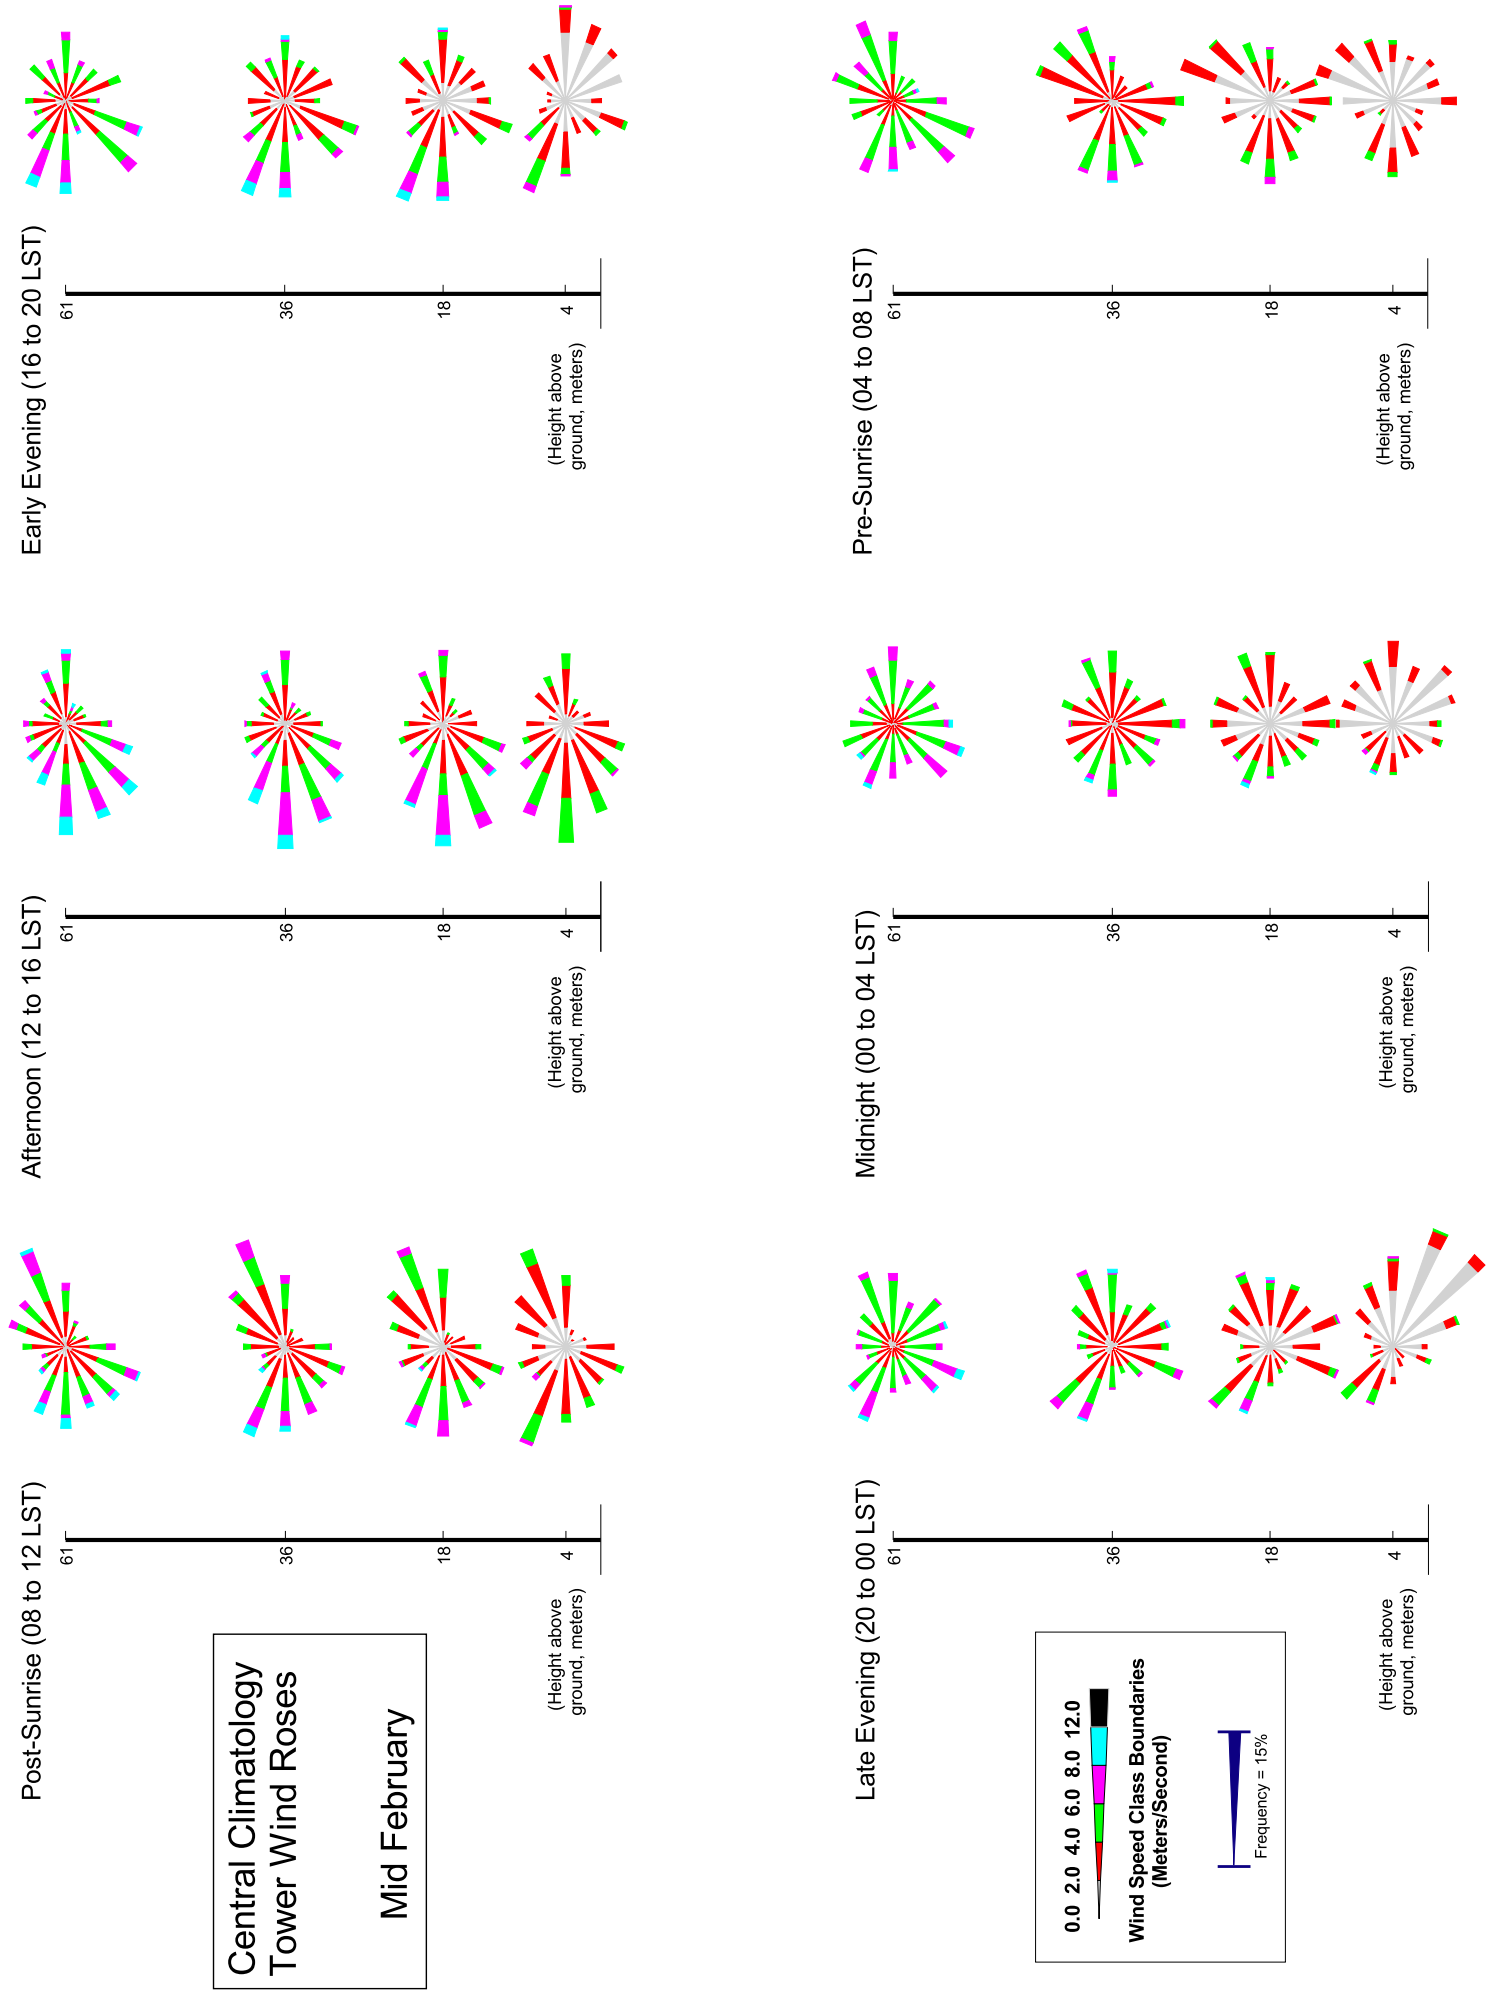 Post-Sunrise (08 to 12 LST)
61
36
18
4
(Height above
ground, meters)
Afternoon (12 to 16 LST)
61
36
18
4
(Height above
ground, meters)
Early Evening (16 to 20 LST)
61
36
18
4
(Height above
ground, meters)
Central Climatology
Tower Wind Roses
Mid February
Late Evening (20 to 00 LST)
61
36
18
4
(Height above
ground, meters)
Midnight (00 to 04 LST)
61
36
18
4
(Height above
ground, meters)
Pre-Sunrise (04 to 08 LST)
61
36
18
4
(Height above
ground, meters)
0.0 2.0 4.0 6.0 8.0 12.0
Wind Speed Class Boundaries
(Meters/Second)
Frequency = 15%